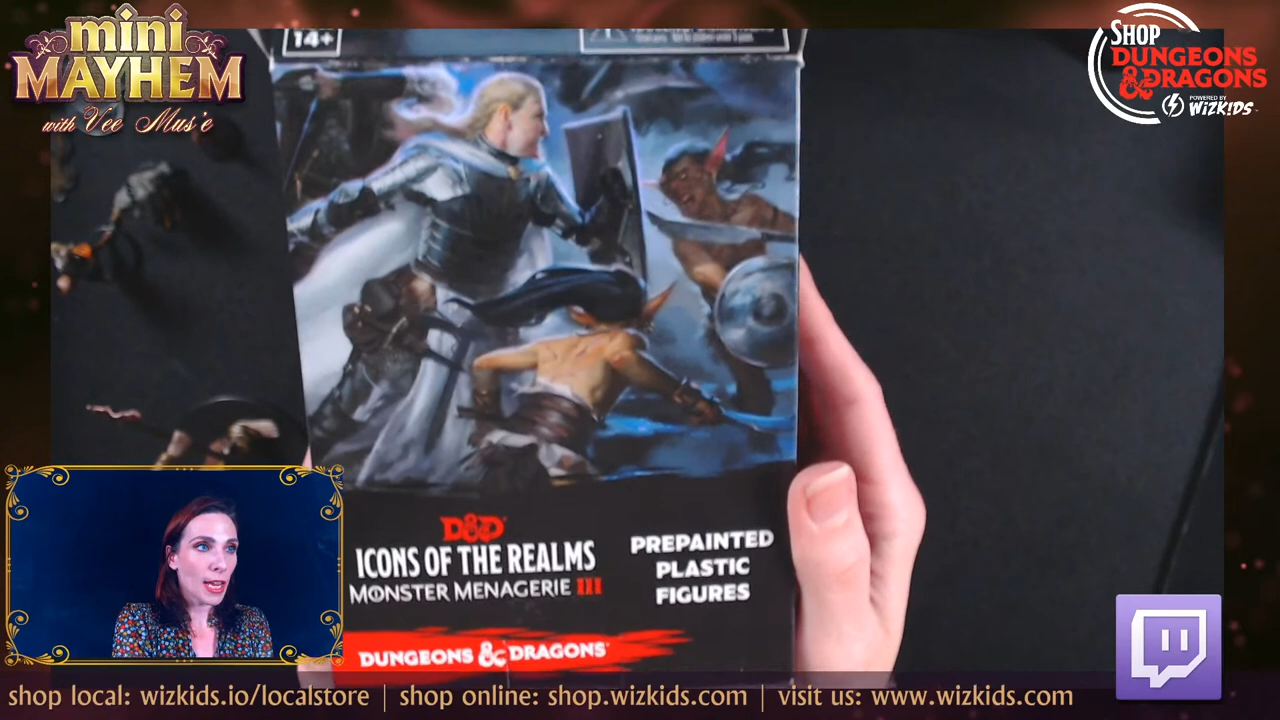 mini
MAYHEM
with Vee Mus'e
14+
SHOP
DUNGEONS
& DRAGONS
POWERED BY
WIZKIDS
D&D
ICONS OF THE REALMS
MONSTER MENAGERIE III
PREPAINTED
PLASTIC
FIGURES
DUNGEONS & DRAGONS
shop local: wizkids.io/localstore | shop online: shop.wizkids.com | visit us: www.wizkids.com